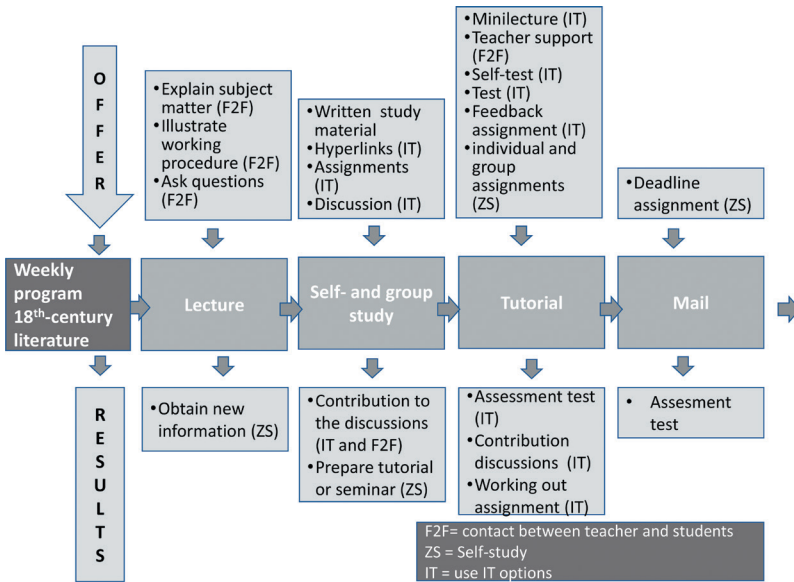 OFFER
•Explain subject
matter (F2F)
•Illustrate
working
procedure (F2F)
•Ask questions
(F2F)
•Written study
material
•Hyperlinks (IT)
•Assignments
(IT)
•Discussion (IT)
•Minilecture (IT)
•Teacher support
(F2F)
•Self-test (IT)
•Test (IT)
•Feedback
assignment (IT)
•individual and
group
assignments
(ZS)
•Deadline
assignment (ZS)
Weekly
program
18th-century
literature
Lecture
Self- and group
study
Tutorial
Mail
RESULTS
•Obtain new
information (ZS)
•Contribution to
the discussions
(IT and F2F)
•Prepare tutorial
or seminar (ZS)
•Assessment test
(IT)
•Contribution
discussions (IT)
•Working out
assignment (IT)
• Assesment
test
F2F= contact between teacher and students
ZS = Self-study
IT = use IT options